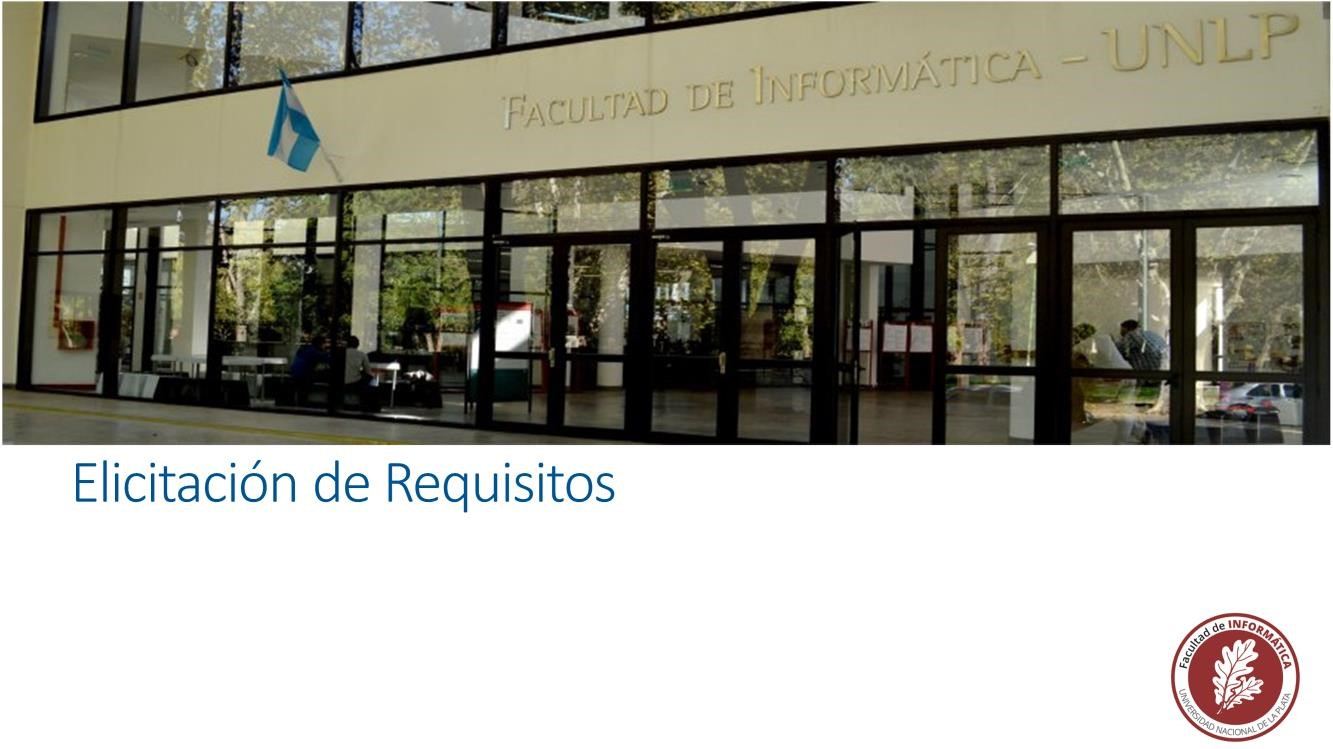 FACULTAD DE INFORMÁTICA – UNLP
Elicitación de Requisitos
Facultad de INFORMÁTICA
UNIVERSIDAD NACIONAL DE LA PLATA